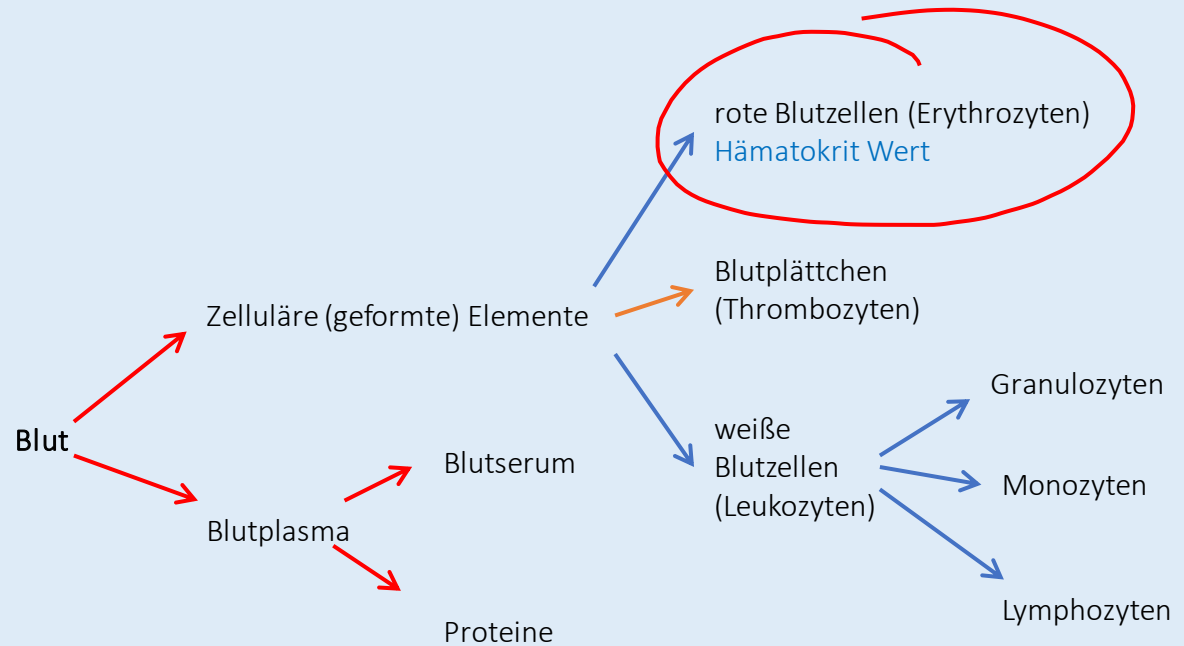 rote Blutzellen (Erythrozyten)
Hämatokrit Wert
Blutplättchen
(Thrombozyten)
Zelluläre (geformte) Elemente
Granulozyten
weiße
Blutzellen
(Leukozyten)
Blut
Blutserum
Monozyten
Blutplasma
Lymphozyten
Proteine